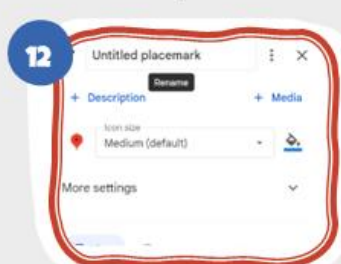 12
Untitled placemark
Rename
+ Description + Media
Icon size
Medium (default)
More settings